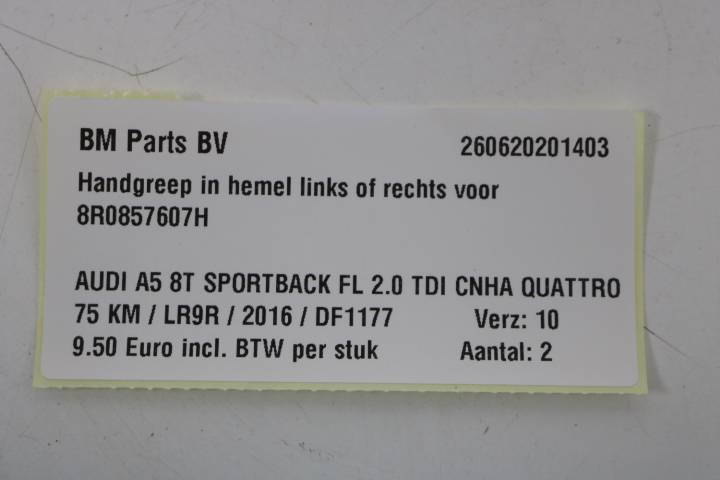 BM Parts BV 260620201403
Handgreep in hemel links of rechts voor
8R0857607H
AUDI A5 8T SPORTBACK FL 2.0 TDI CNHA QUATTRO
75 KM / LR9R / 2016 / DF1177 Verz: 10
9.50 Euro incl. BTW per stuk Aantal: 2